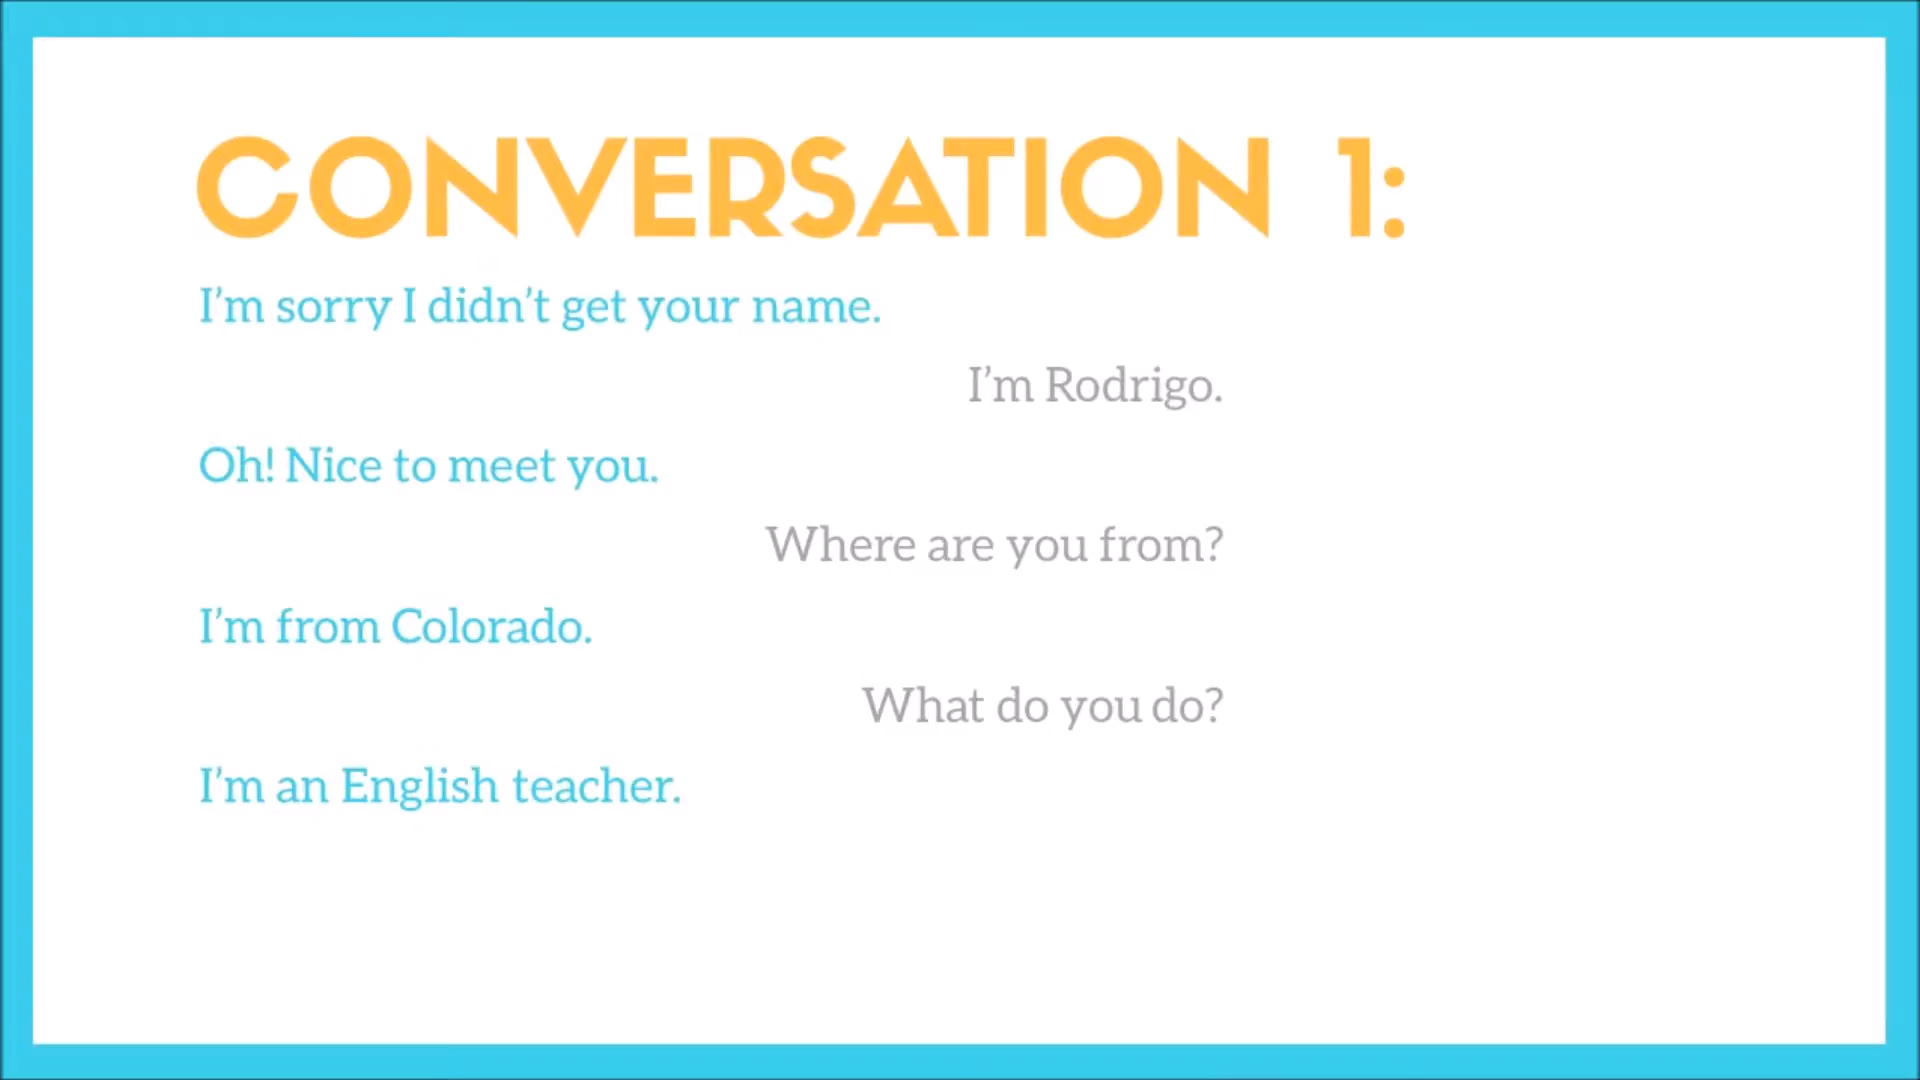 CONVERSATION 1:
I’m sorry I didn’t get your name.
I’m Rodrigo.
Oh! Nice to meet you.
Where are you from?
I’m from Colorado.
What do you do?
I’m an English teacher.